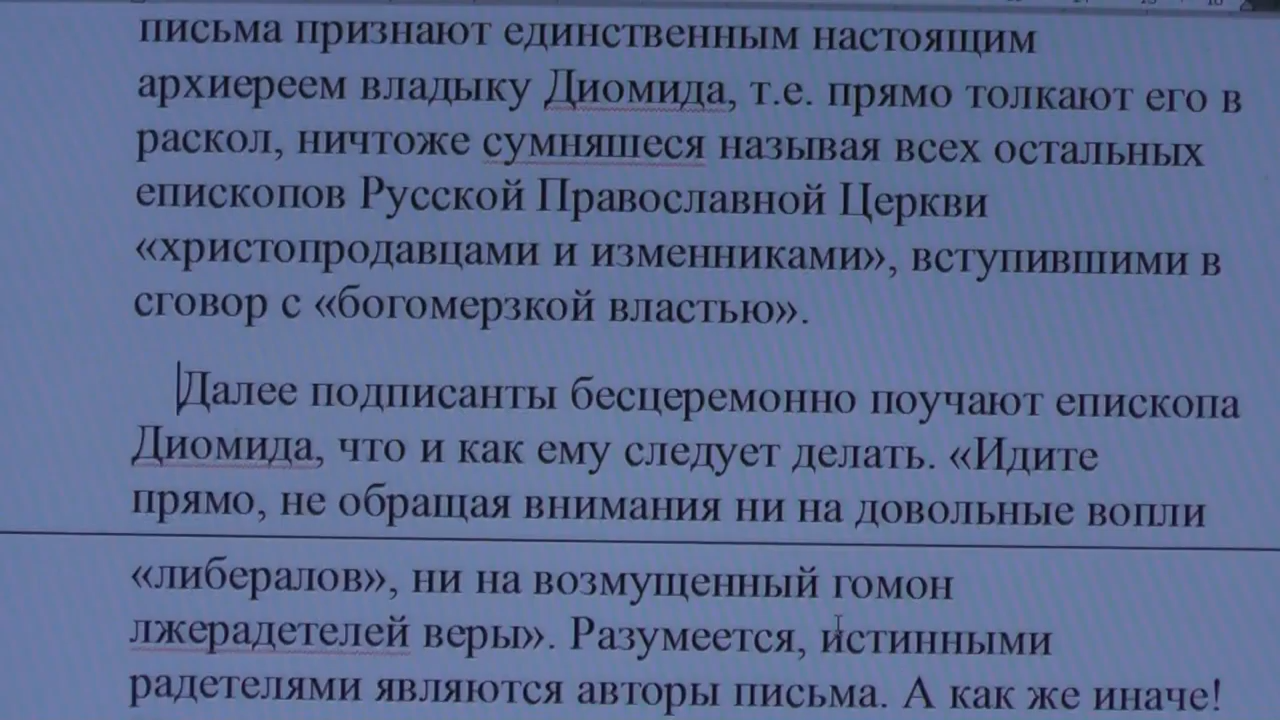 письма признают единственным настоящим
архиереем владыку Диомида, т.е. прямо толкают его в
раскол, ничтоже сумняшеся называя всех остальных
епископов Русской Православной Церкви
«христопродавцами и изменниками», вступившими в
сговор с «богомерзкой властью».
Далее подписанты бесцеремонно поучают епископа
Диомида, что и как ему следует делать. «Идите
прямо, не обращая внимания ни на довольные вопли
«либералов», ни на возмущенный гомон
лжерадетелей веры». Разумеется, истинными
радетелями являются авторы письма. А как же иначе!